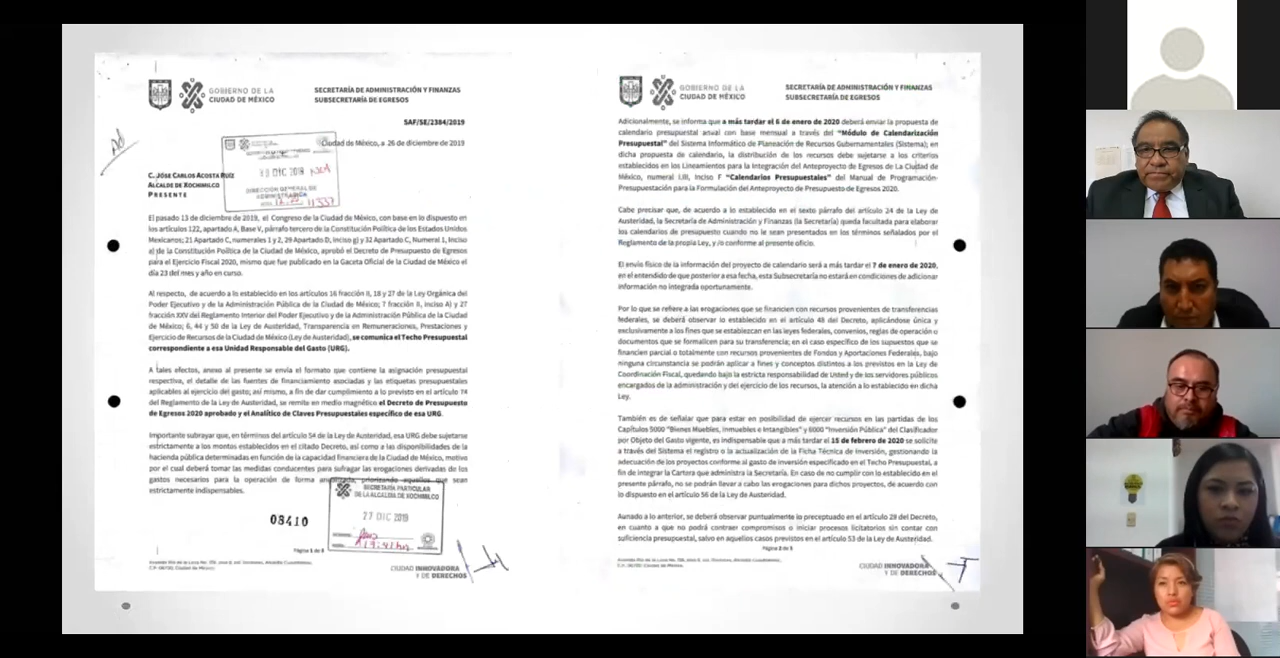 GOBIERNO DE LA
CIUDAD DE MÉXICO
SECRETARÍA DE ADMINISTRACIÓN Y FINANZAS
SUBSECRETARÍA DE EGRESOS
SAF/SE/2384/2019
Ciudad de México, a 26 de diciembre de 2019
DIC 2019
DIRECCIÓN GENERAL DE
C. JOSE CARLOS ACOSTA RUÍZ
ALCALDE DE XOCHIMILCO
P R E S E N T E
El pasado 13 de diciembre de 2019, el Congreso de la Ciudad de México, con base en lo dispuesto en
los artículos 122, apartado A, Base V, párrafo tercero de la Constitución Política de los Estados Unidos
Mexicanos; 21 Apartado C, numerales 1 y 2, 29 Apartado D, inciso g) y 32 Apartado C, Numeral 1, Inciso
a) de la Constitución Política de la Ciudad de México, aprobó el Decreto de Presupuesto de Egresos
para el Ejercicio Fiscal 2020, mismo que fue publicado en la Gaceta Oficial de la Ciudad de México el
día 23 del mes y año en curso.
Al respecto, de acuerdo a lo establecido en los artículos 16 fracción II, 18 y 27 de la Ley Orgánica del
Poder Ejecutivo y de la Administración Pública de la Ciudad de México; 7 fracción II, inciso A) y 27
fracción XXV del Reglamento Interior del Poder Ejecutivo y de la Administración Pública de la Ciudad de
México; 6, 44 y 50 de la Ley de Austeridad, Transparencia en Remuneraciones, Prestaciones y
Ejercicio de Recursos de la Ciudad de México (Ley de Austeridad), se comunica el Techo Presupuestal
correspondiente a esa Unidad Responsable del Gasto (URG).
A tales efectos, anexo al presente se envía el formato que contiene la asignación presupuestal
respectiva, el detalle de las fuentes de financiamiento asociadas y las etiquetas presupuestales
aplicables al ejercicio del gasto; así mismo, a fin de dar cumplimiento a lo previsto en el artículo 74
del Reglamento de la Ley de Austeridad, se remite en medio magnético el Decreto de Presupuesto
de Egresos 2020 aprobado y el Analítico de Claves Presupuestales específico de esa URG.
Importante subrayar que, en términos del artículo 54 de la Ley de Austeridad, esa URG debe sujetarse
estrictamente a los montos establecidos en el citado Decreto, así como a las disponibilidades de la
hacienda pública determinadas en función de la capacidad financiera de la Ciudad de México, motivo
por el cual deberá tomar las medidas conducentes para sufragar las erogaciones derivadas de los
gastos necesarios para la operación de forma priorizando aquellos que sean
estrictamente indispensables.
08410
SECRETARÍA PARTICULAR
DE LA ALCALDÍA DE XOCHIMILCO
27 DIC 2019
Página 1 de 5
CIUDAD INNOVADORA
Y DE DERECHOS
GOBIERNO DE LA
CIUDAD DE MÉXICO
SECRETARÍA DE ADMINISTRACIÓN Y FINANZAS
SUBSECRETARÍA DE EGRESOS
Adicionalmente, se informa que a más tardar el 6 de enero de 2020 deberá enviar la propuesta de
calendario presupuestal anual con base mensual a través del “Módulo de Calendarización
Presupuestal” del Sistema Informático de Planeación de Recursos Gubernamentales (Sistema); en
dicha propuesta de calendario, la distribución de los recursos debe sujetarse a los criterios
establecidos en los Lineamientos para la Integración del Anteproyecto de Egresos de La Ciudad de
México, numeral I.III, Inciso F “Calendarios Presupuestales” del Manual de Programación-
Presupuestación para la Formulación del Anteproyecto de Presupuesto de Egresos 2020.
Cabe precisar que, de acuerdo a lo establecido en el sexto párrafo del artículo 24 de la Ley de
Austeridad, la Secretaría de Administración y Finanzas (la Secretaría) queda facultada para elaborar
los calendarios de presupuesto cuando no le sean presentados en los términos señalados por el
Reglamento de la propia Ley, y/o conforme al presente oficio.
El envío físico de la información del proyecto de calendario será a más tardar el 7 de enero de 2020,
en el entendido de que posterior a esa fecha, esta Subsecretaría no estará en condiciones de adicionar
información no integrada oportunamente.
Por lo que se refiere a las erogaciones que se financien con recursos provenientes de transferencias
federales, se deberá observar lo establecido en el artículo 48 del Decreto, aplicándose única y
exclusivamente a los fines que se establezcan en las leyes federales, convenios, reglas de operación o
documentos que se formalicen para su transferencia; en el caso específico de los supuestos que se
financien parcial o totalmente con recursos provenientes de Fondos y Aportaciones Federales, bajo
ninguna circunstancia se podrán aplicar a fines y conceptos distintos a los previstos en la Ley de
Coordinación Fiscal, quedando bajo la estricta responsabilidad de Usted y de los servidores públicos
encargados de la administración y del ejercicio de los recursos, la atención a lo establecido en dicha
Ley.
También es de señalar que para estar en posibilidad de ejercer recursos en las partidas de los
Capítulos 5000 "Bienes Muebles, Inmuebles e Intangibles" y 6000 "Inversión Pública" del Clasificador
por Objeto del Gasto vigente, es indispensable que a más tardar el 15 de febrero de 2020 se solicite
a través del Sistema el registro o la actualización de la Ficha Técnica de Inversión, gestionando la
adecuación de los proyectos conforme al gasto de inversión especificado en el Techo Presupuestal, a
fin de integrar la Cartera que administra la Secretaría. En caso de no cumplir con lo establecido en el
presente párrafo, no se podrán llevar a cabo las erogaciones para dichos proyectos, de acuerdo con
lo dispuesto en el artículo 56 de la Ley de Austeridad.
Aunado a lo anterior, se deberá observar puntualmente lo preceptuado en el artículo 28 del Decreto,
en cuanto a que no podrá contraer compromisos o iniciar procesos licitatorios sin contar con
suficiencia presupuestal, salvo en aquellos casos previstos en el artículo 53 de la Ley de Austeridad.
Página 2 de 5
CIUDAD INNOVADORA
Y DE DERECHOS